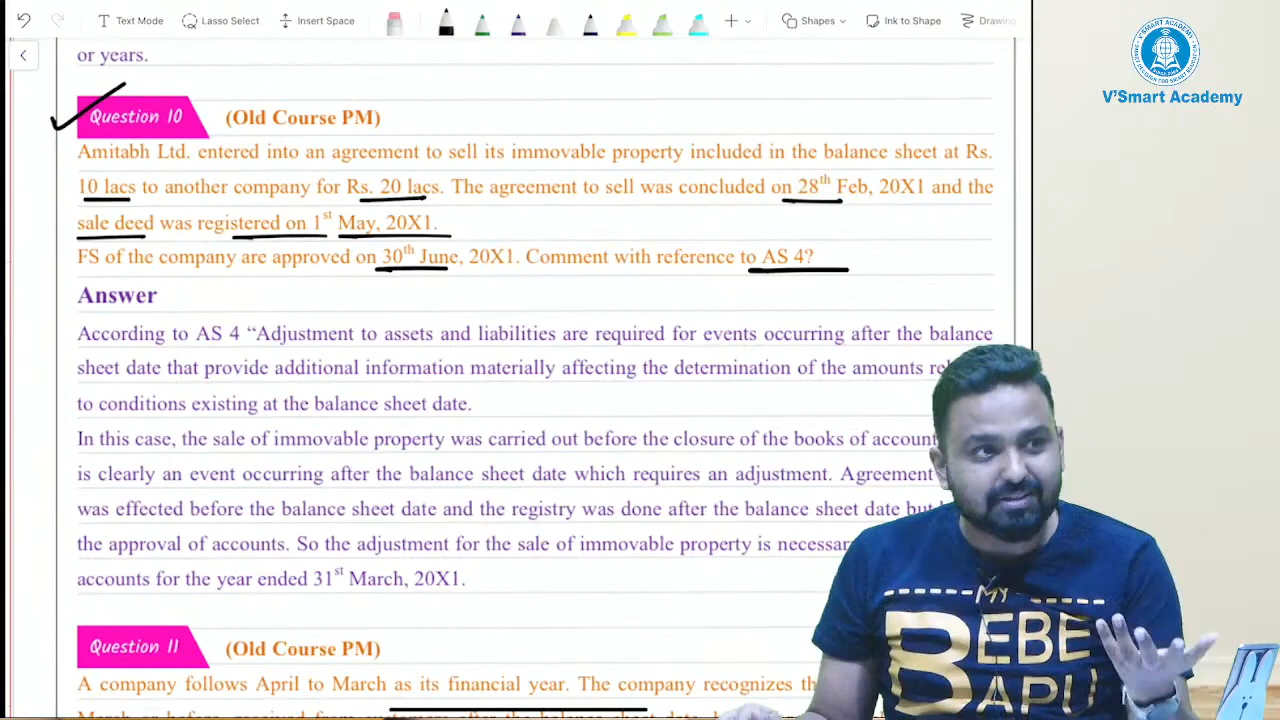 Text Mode
Lasso Select
Insert Space
Shapes
Ink to Shape
Drawing
V'SMART ACADEMY
V'Smart Academy
or years.
Question 10 (Old Course PM)
Amitabh Ltd. entered into an agreement to sell its immovable property included in the balance sheet at Rs.
10 lacs to another company for Rs. 20 lacs. The agreement to sell was concluded on 28th Feb, 20X1 and the
sale deed was registered on 1st May, 20X1.
FS of the company are approved on 30th June, 20X1. Comment with reference to AS 4?
Answer
According to AS 4 “Adjustment to assets and liabilities are required for events occurring after the balance
sheet date that provide additional information materially affecting the determination of the amounts
to conditions existing at the balance sheet date.
In this case, the sale of immovable property was carried out before the closure of the books of account
is clearly an event occurring after the balance sheet date which requires an adjustment. Agreement
was effected before the balance sheet date and the registry was done after the balance sheet date
the approval of accounts. So the adjustment for the sale of immovable property is
accounts for the year ended 31st March, 20X1.
Question 11 (Old Course PM)
A company follows April to March as its financial year. The company recognizes
MY
BEBE
BAPU